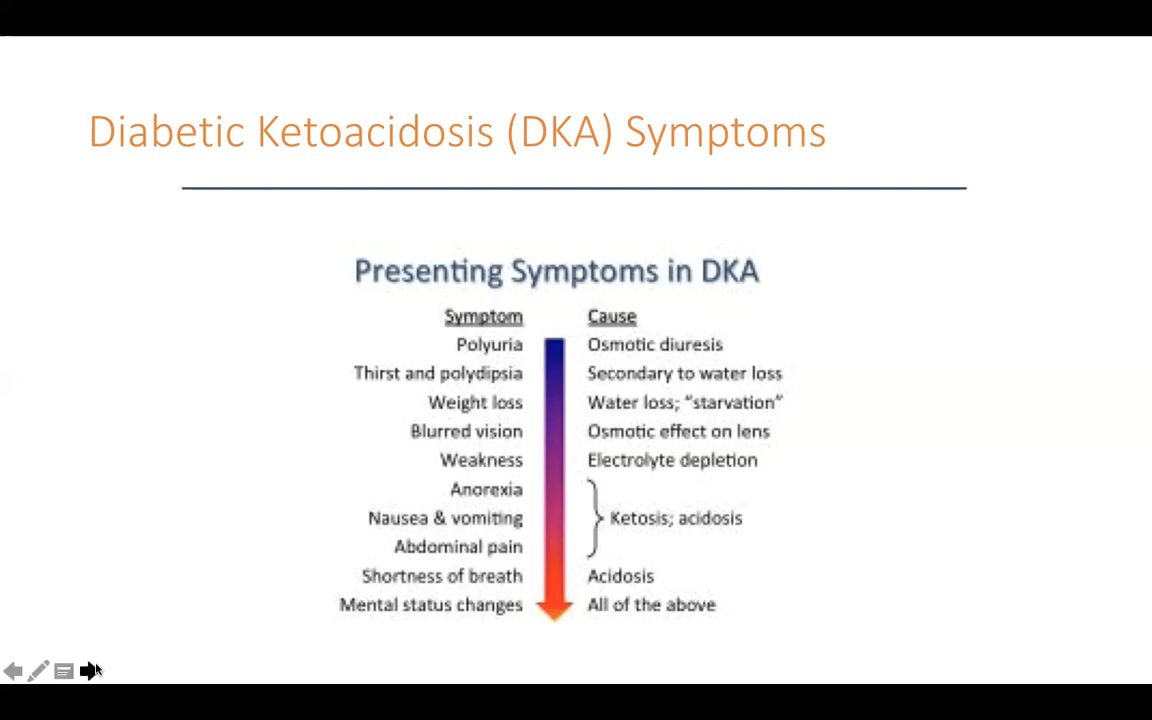 Diabetic Ketoacidosis (DKA) Symptoms
Presenting Symptoms in DKA
Symptom Cause
Polyuria Osmotic diuresis
Thirst and polydipsia Secondary to water loss
Weight loss Water loss; “starvation”
Blurred vision Osmotic effect on lens
Weakness Electrolyte depletion
Anorexia
Nausea & vomiting Ketosis; acidosis
Abdominal pain
Shortness of breath Acidosis
Mental status changes All of the above